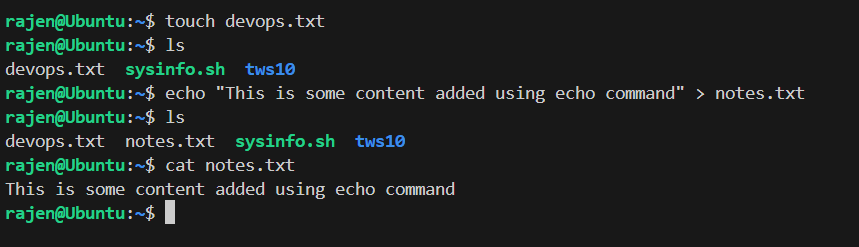 rajen@Ubuntu:~$ touch devops.txt
rajen@Ubuntu:~$ ls
devops.txt  sysinfo.sh  tws10
rajen@Ubuntu:~$ echo "This is some content added using echo command" > notes.txt
rajen@Ubuntu:~$ ls
devops.txt  notes.txt  sysinfo.sh  tws10
rajen@Ubuntu:~$ cat notes.txt
This is some content added using echo command
rajen@Ubuntu:~$